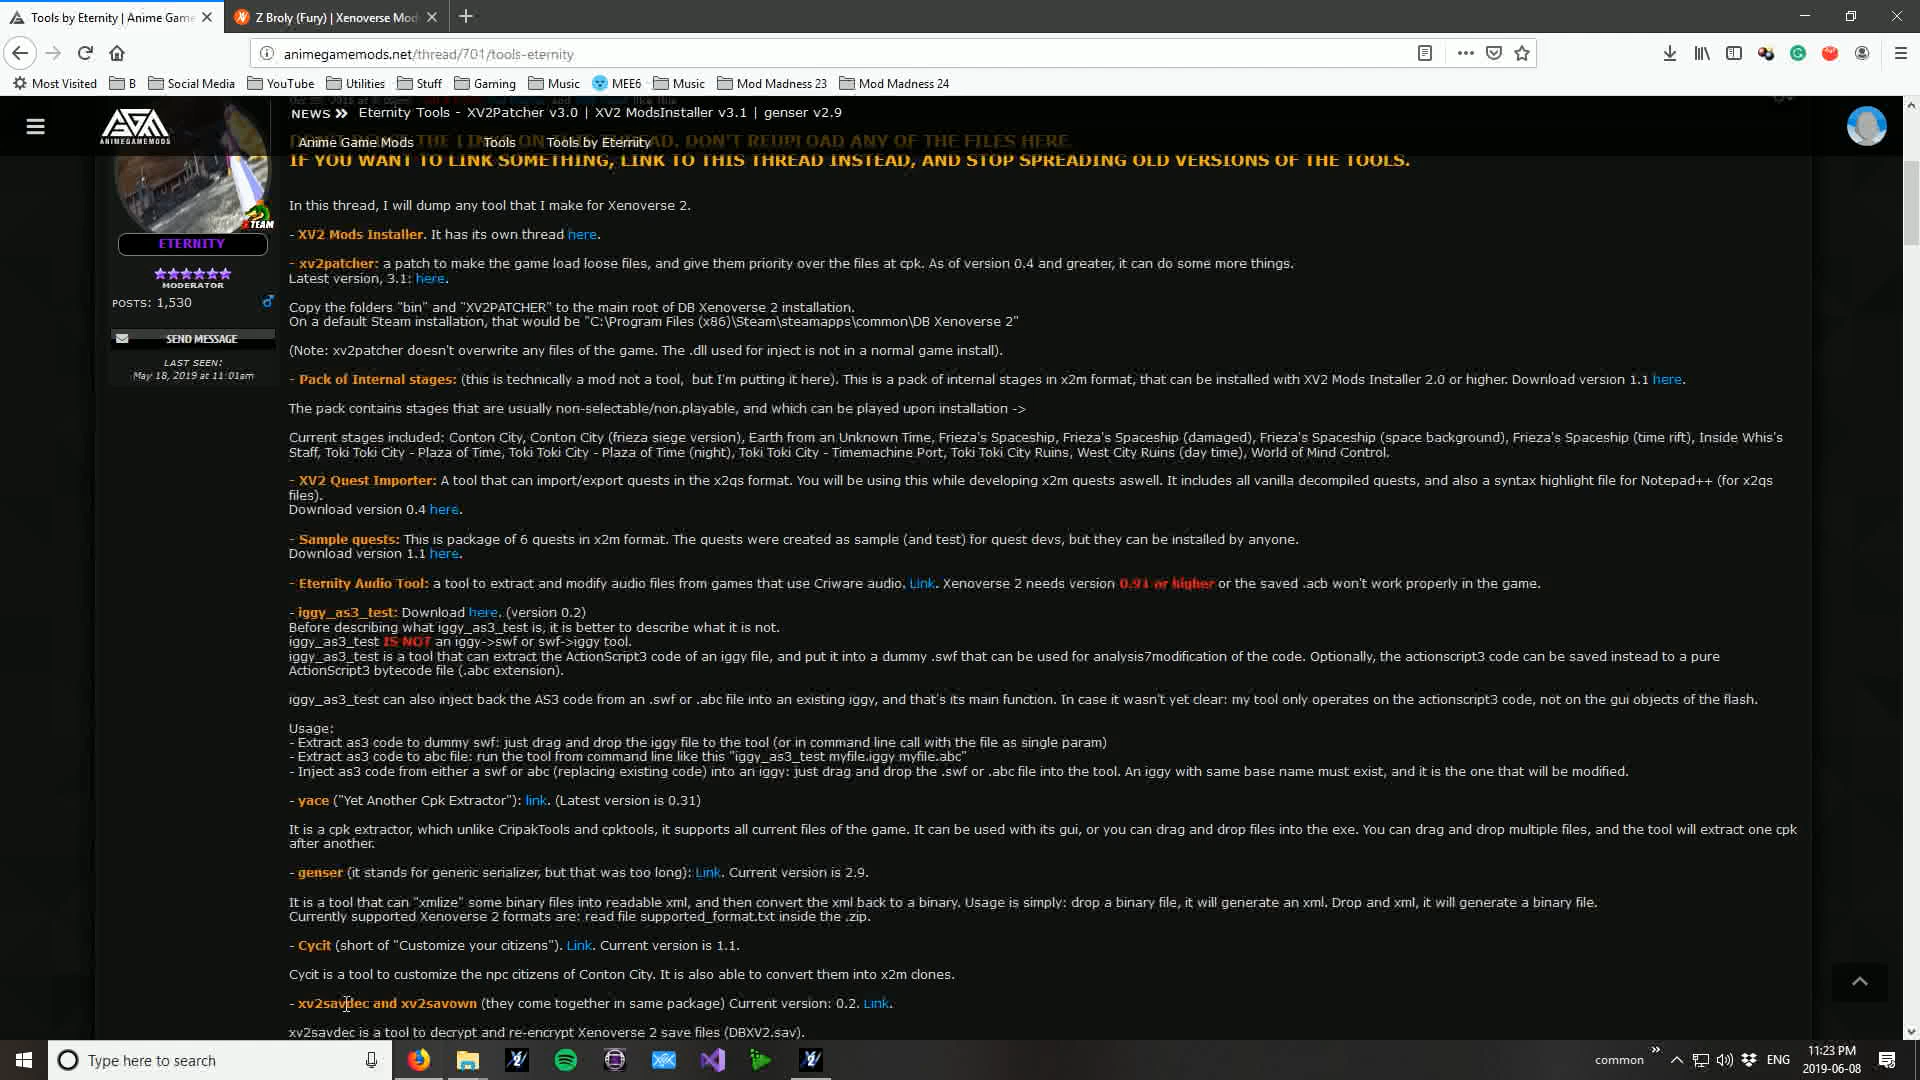 Tools by Eternity | Anime Game
Z Broly (Fury) | Xenoverse Mod
animegamemods.net/thread/701/tools-eternity
Most Visited
B
Social Media
YouTube
Utilities
Stuff
Gaming
Music
MEE6
Music
Mod Madness 23
Mod Madness 24
ANIMEGAMEMODS
NEWS
Eternity Tools - XV2Patcher v3.0 | XV2 ModsInstaller v3.1 | genser v2.9
Anime Game Mods
Tools
Tools by Eternity
THE LINKS ON THIS THREAD. DON'T REUPLOAD ANY OF THE FILES HERE.
IF YOU WANT TO LINK SOMETHING, LINK TO THIS THREAD INSTEAD, AND STOP SPREADING OLD VERSIONS OF THE TOOLS.
TEAM
ETERNITY
MODERATOR
POSTS: 1,530
SEND MESSAGE
LAST SEEN:
May 18, 2019 at 11:01am
In this thread, I will dump any tool that I make for Xenoverse 2.
- XV2 Mods Installer. It has its own thread here.
- xv2patcher: a patch to make the game load loose files, and give them priority over the files at cpk. As of version 0.4 and greater, it can do some more things.
Latest version, 3.1: here.
Copy the folders "bin" and "XV2PATCHER" to the main root of DB Xenoverse 2 installation.
On a default Steam installation, that would be "C:\Program Files (x86)\Steam\steamapps\common\DB Xenoverse 2"
(Note: xv2patcher doesn't overwrite any files of the game. The .dll used for inject is not in a normal game install).
- Pack of Internal stages: (this is technically a mod not a tool, but I'm putting it here). This is a pack of internal stages in x2m format, that can be installed with XV2 Mods Installer 2.0 or higher. Download version 1.1 here.
The pack contains stages that are usually non-selectable/non.playable, and which can be played upon installation ->
Current stages included: Conton City, Conton City (frieza siege version), Earth from an Unknown Time, Frieza's Spaceship, Frieza's Spaceship (damaged), Frieza's Spaceship (space background), Frieza's Spaceship (time rift), Inside Whis's
Staff, Toki Toki City - Plaza of Time, Toki Toki City - Plaza of Time (night), Toki Toki City - Timemachine Port, Toki Toki City Ruins, West City Ruins (day time), World of Mind Control.
- XV2 Quest Importer: A tool that can import/export quests in the x2qs format. You will be using this while developing x2m quests aswell. It includes all vanilla decompiled quests, and also a syntax highlight file for Notepad++ (for x2qs
files).
Download version 0.4 here.
- Sample quests: This is package of 6 quests in x2m format. The quests were created as sample (and test) for quest devs, but they can be installed by anyone.
Download version 1.1 here.
- Eternity Audio Tool: a tool to extract and modify audio files from games that use Criware audio. Link. Xenoverse 2 needs version 0.91 or higher or the saved .acb won't work properly in the game.
- iggy_as3_test: Download here. (version 0.2)
Before describing what iggy_as3_test is, it is better to describe what it is not.
iggy_as3_test IS NOT an iggy->swf or swf->iggy tool.
iggy_as3_test is a tool that can extract the ActionScript3 code of an iggy file, and put it into a dummy .swf that can be used for analysis7modification of the code. Optionally, the actionscript3 code can be saved instead to a pure
ActionScript3 bytecode file (.abc extension).
iggy_as3_test can also inject back the AS3 code from an .swf or .abc file into an existing iggy, and that's its main function. In case it wasn't yet clear: my tool only operates on the actionscript3 code, not on the gui objects of the flash.
Usage:
- Extract as3 code to dummy swf: just drag and drop the iggy file to the tool (or in command line call with the file as single param)
- Extract as3 code to abc file: run the tool from command line like this "iggy_as3_test myfile.iggy myfile.abc"
- Inject as3 code from either a swf or abc (replacing existing code) into an iggy: just drag and drop the .swf or .abc file into the tool. An iggy with same base name must exist, and it is the one that will be modified.
- yace ("Yet Another Cpk Extractor"): link. (Latest version is 0.31)
It is a cpk extractor, which unlike CripakTools and cpktools, it supports all current files of the game. It can be used with its gui, or you can drag and drop files into the exe. You can drag and drop multiple files, and the tool will extract one cpk
after another.
- genser (it stands for generic serializer, but that was too long): Link. Current version is 2.9.
It is a tool that can "xmlize" some binary files into readable xml, and then convert the xml back to a binary. Usage is simply: drop a binary file, it will generate an xml. Drop and xml, it will generate a binary file.
Currently supported Xenoverse 2 formats are: read file supported_format.txt inside the .zip.
- Cycit (short of "Customize your citizens"). Link. Current version is 1.1.
Cycit is a tool to customize the npc citizens of Conton City. It is also able to convert them into x2m clones.
- xv2savdec and xv2savown (they come together in same package) Current version: 0.2. Link.
xv2savdec is a tool to decrypt and re-encrypt Xenoverse 2 save files (DBXV2.sav).
Type here to search
common
ENG
11:23 PM
2019-06-08